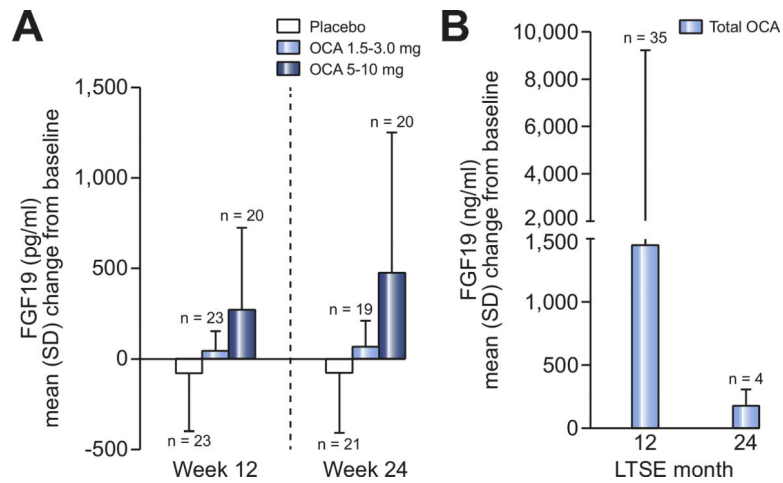 A
Placebo
OCA 1.5-3.0 mg
OCA 5-10 mg
FGF19 (pg/ml)
mean (SD) change from baseline
1,500
1,000
500
0
-500
n = 23
n = 23
n = 20
n = 21
n = 19
n = 20
Week 12
Week 24
B
Total OCA
FGF19 (ng/ml)
mean (SD) change from baseline
10,000
8,000
6,000
4,000
2,000
1,500
1,000
500
0
n = 35
n = 4
12
24
LTSE month